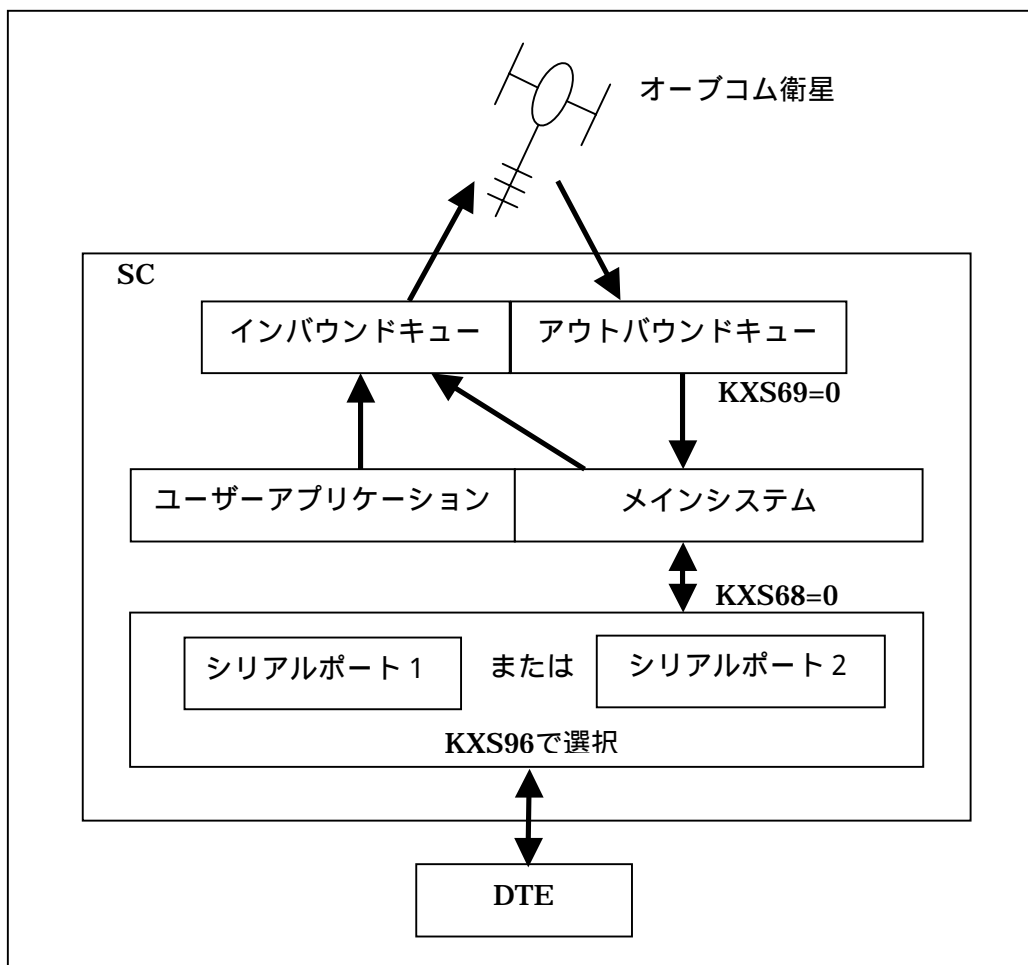 オーブコム衛星
SC
インバウンドキュー
アウトバウンドキュー
KXS69=0
ユーザーアプリケーション
メインシステム
KXS68=0
シリアルポート 1
または
シリアルポート 2
KXS96で選択
DTE